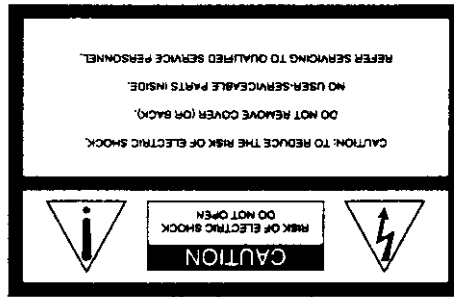 CAUTION
RISK OF ELECTRIC SHOCK
DO NOT OPEN
CAUTION: TO REDUCE THE RISK OF ELECTRIC SHOCK,
DO NOT REMOVE COVER (OR BACK).
NO USER-SERVICEABLE PARTS INSIDE.
REFER SERVICING TO QUALIFIED SERVICE PERSONNEL.